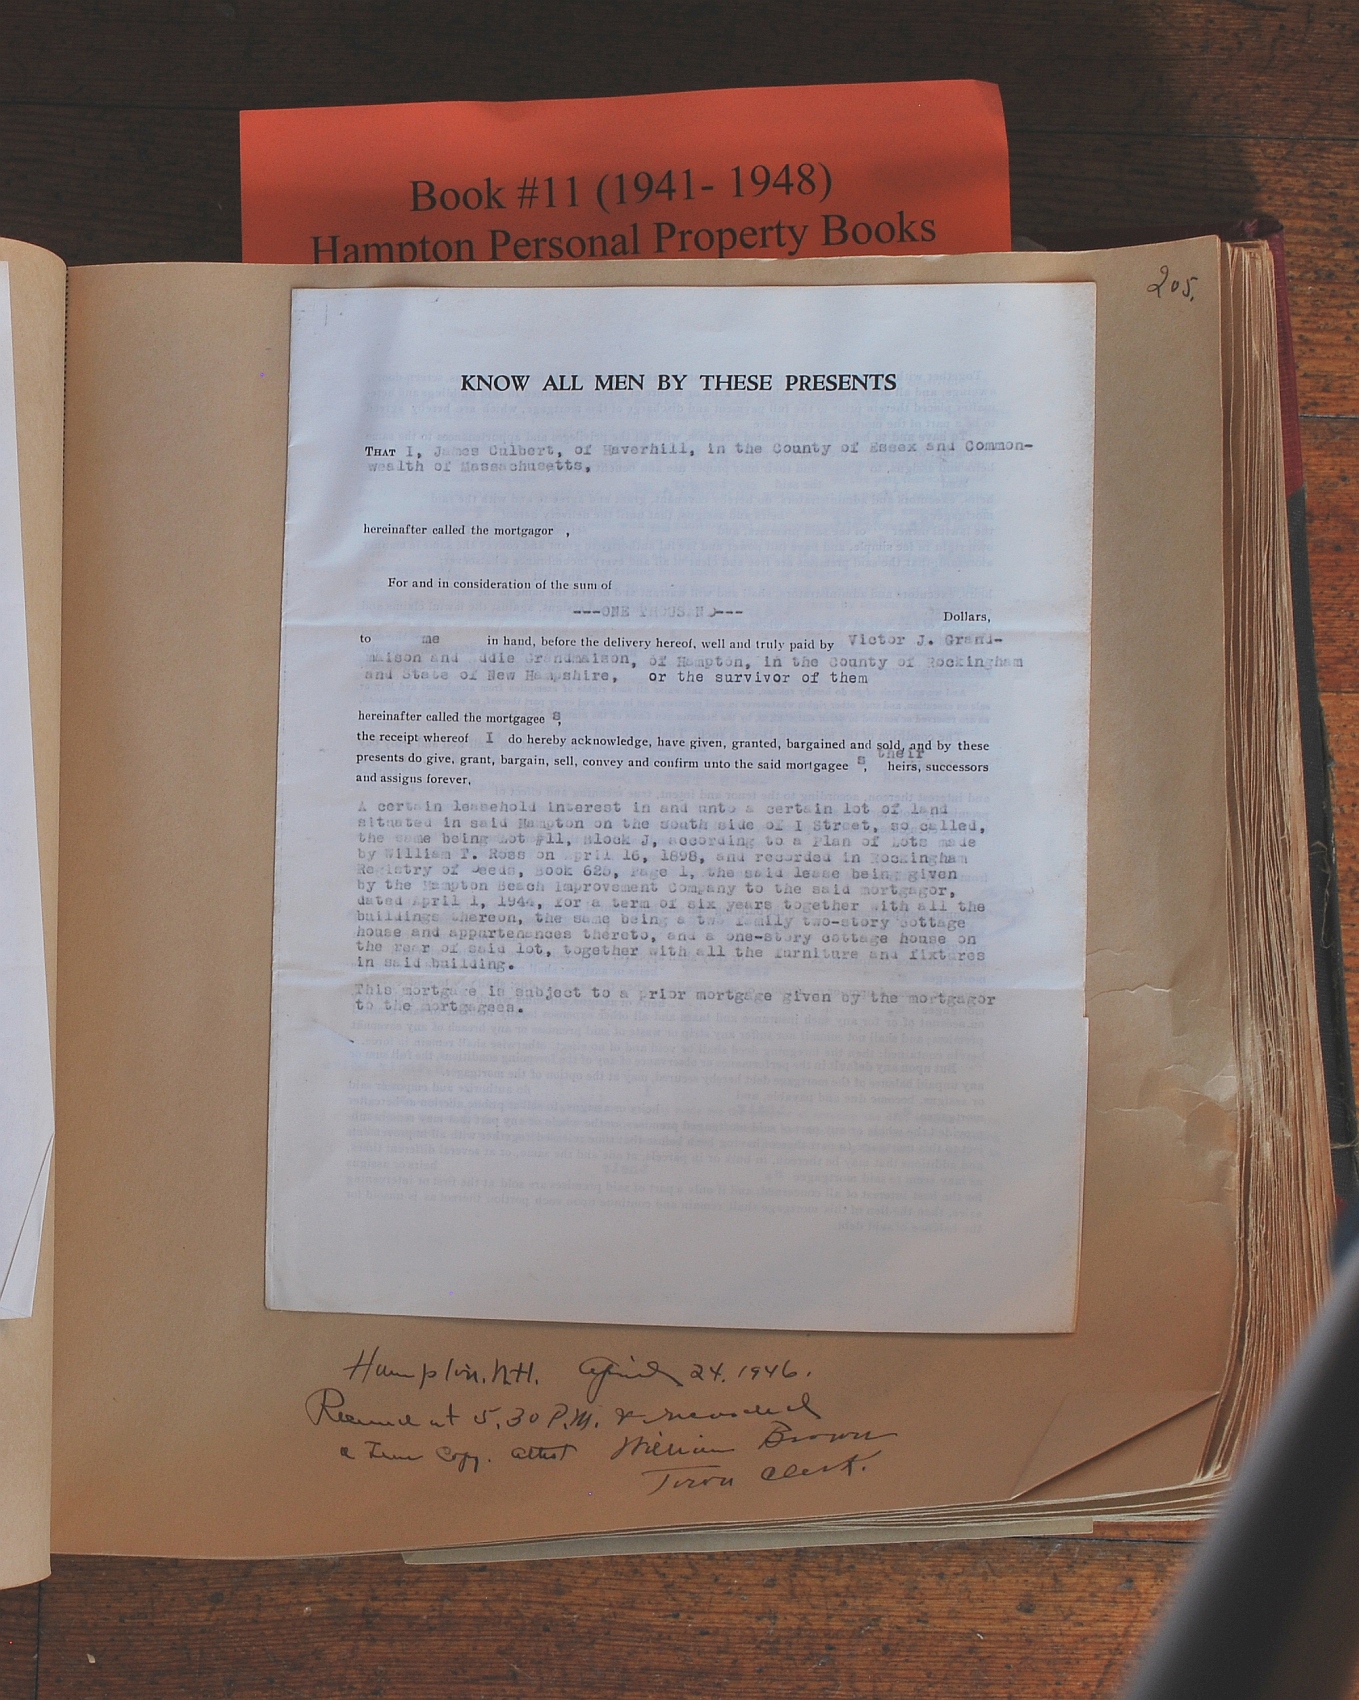 Book #11 (1941- 1948)
Hampton Personal Property Books
205.
KNOW ALL MEN BY THESE PRESENTS
THAT I, James Culbert, of Haverhill, in the County of Essex and Common-
wealth of Massachusetts,
hereinafter called the mortgagor ,
For and in consideration of the sum of
---ONE THOUSAND--- Dollars,
to me in hand, before the delivery hereof, well and truly paid by Victor J. Grand-
maison and Addie Grandmaison, of Hampton, in the County of Rockingham
and State of New Hampshire, or the survivor of them
hereinafter called the mortgagee s,
the receipt whereof I do hereby acknowledge, have given, granted, bargained and sold, and by these
presents do give, grant, bargain, sell, convey and confirm unto the said mortgagee s, their heirs, successors
and assigns forever,
A certain leasehold interest in and unto a certain lot of land
situated in said Hampton on the south side of I Street, so called,
the same being Lot #11, Block J, according to a Plan of Lots made
by William T. Ross on April 16, 1898, and recorded in Rockingham
Registry of Deeds, Book 625, Page 1, the said lease being given
by the Hampton Beach Improvement Company to the said mortgagor,
dated April 1, 1944, for a term of six years together with all the
buildings thereon, the same being a two family two-story cottage
house and appurtenances thereto, and a one-story cottage house on
the rear of said lot, together with all the furniture and fixtures
in said building.
This mortgage is subject to a prior mortgage given by the mortgagor
to the mortgagees.
Hampton, N.H. April 24, 1946.
Received at 5.30 P.M. & recorded
a True Copy. attest William Brown
Town Clerk.